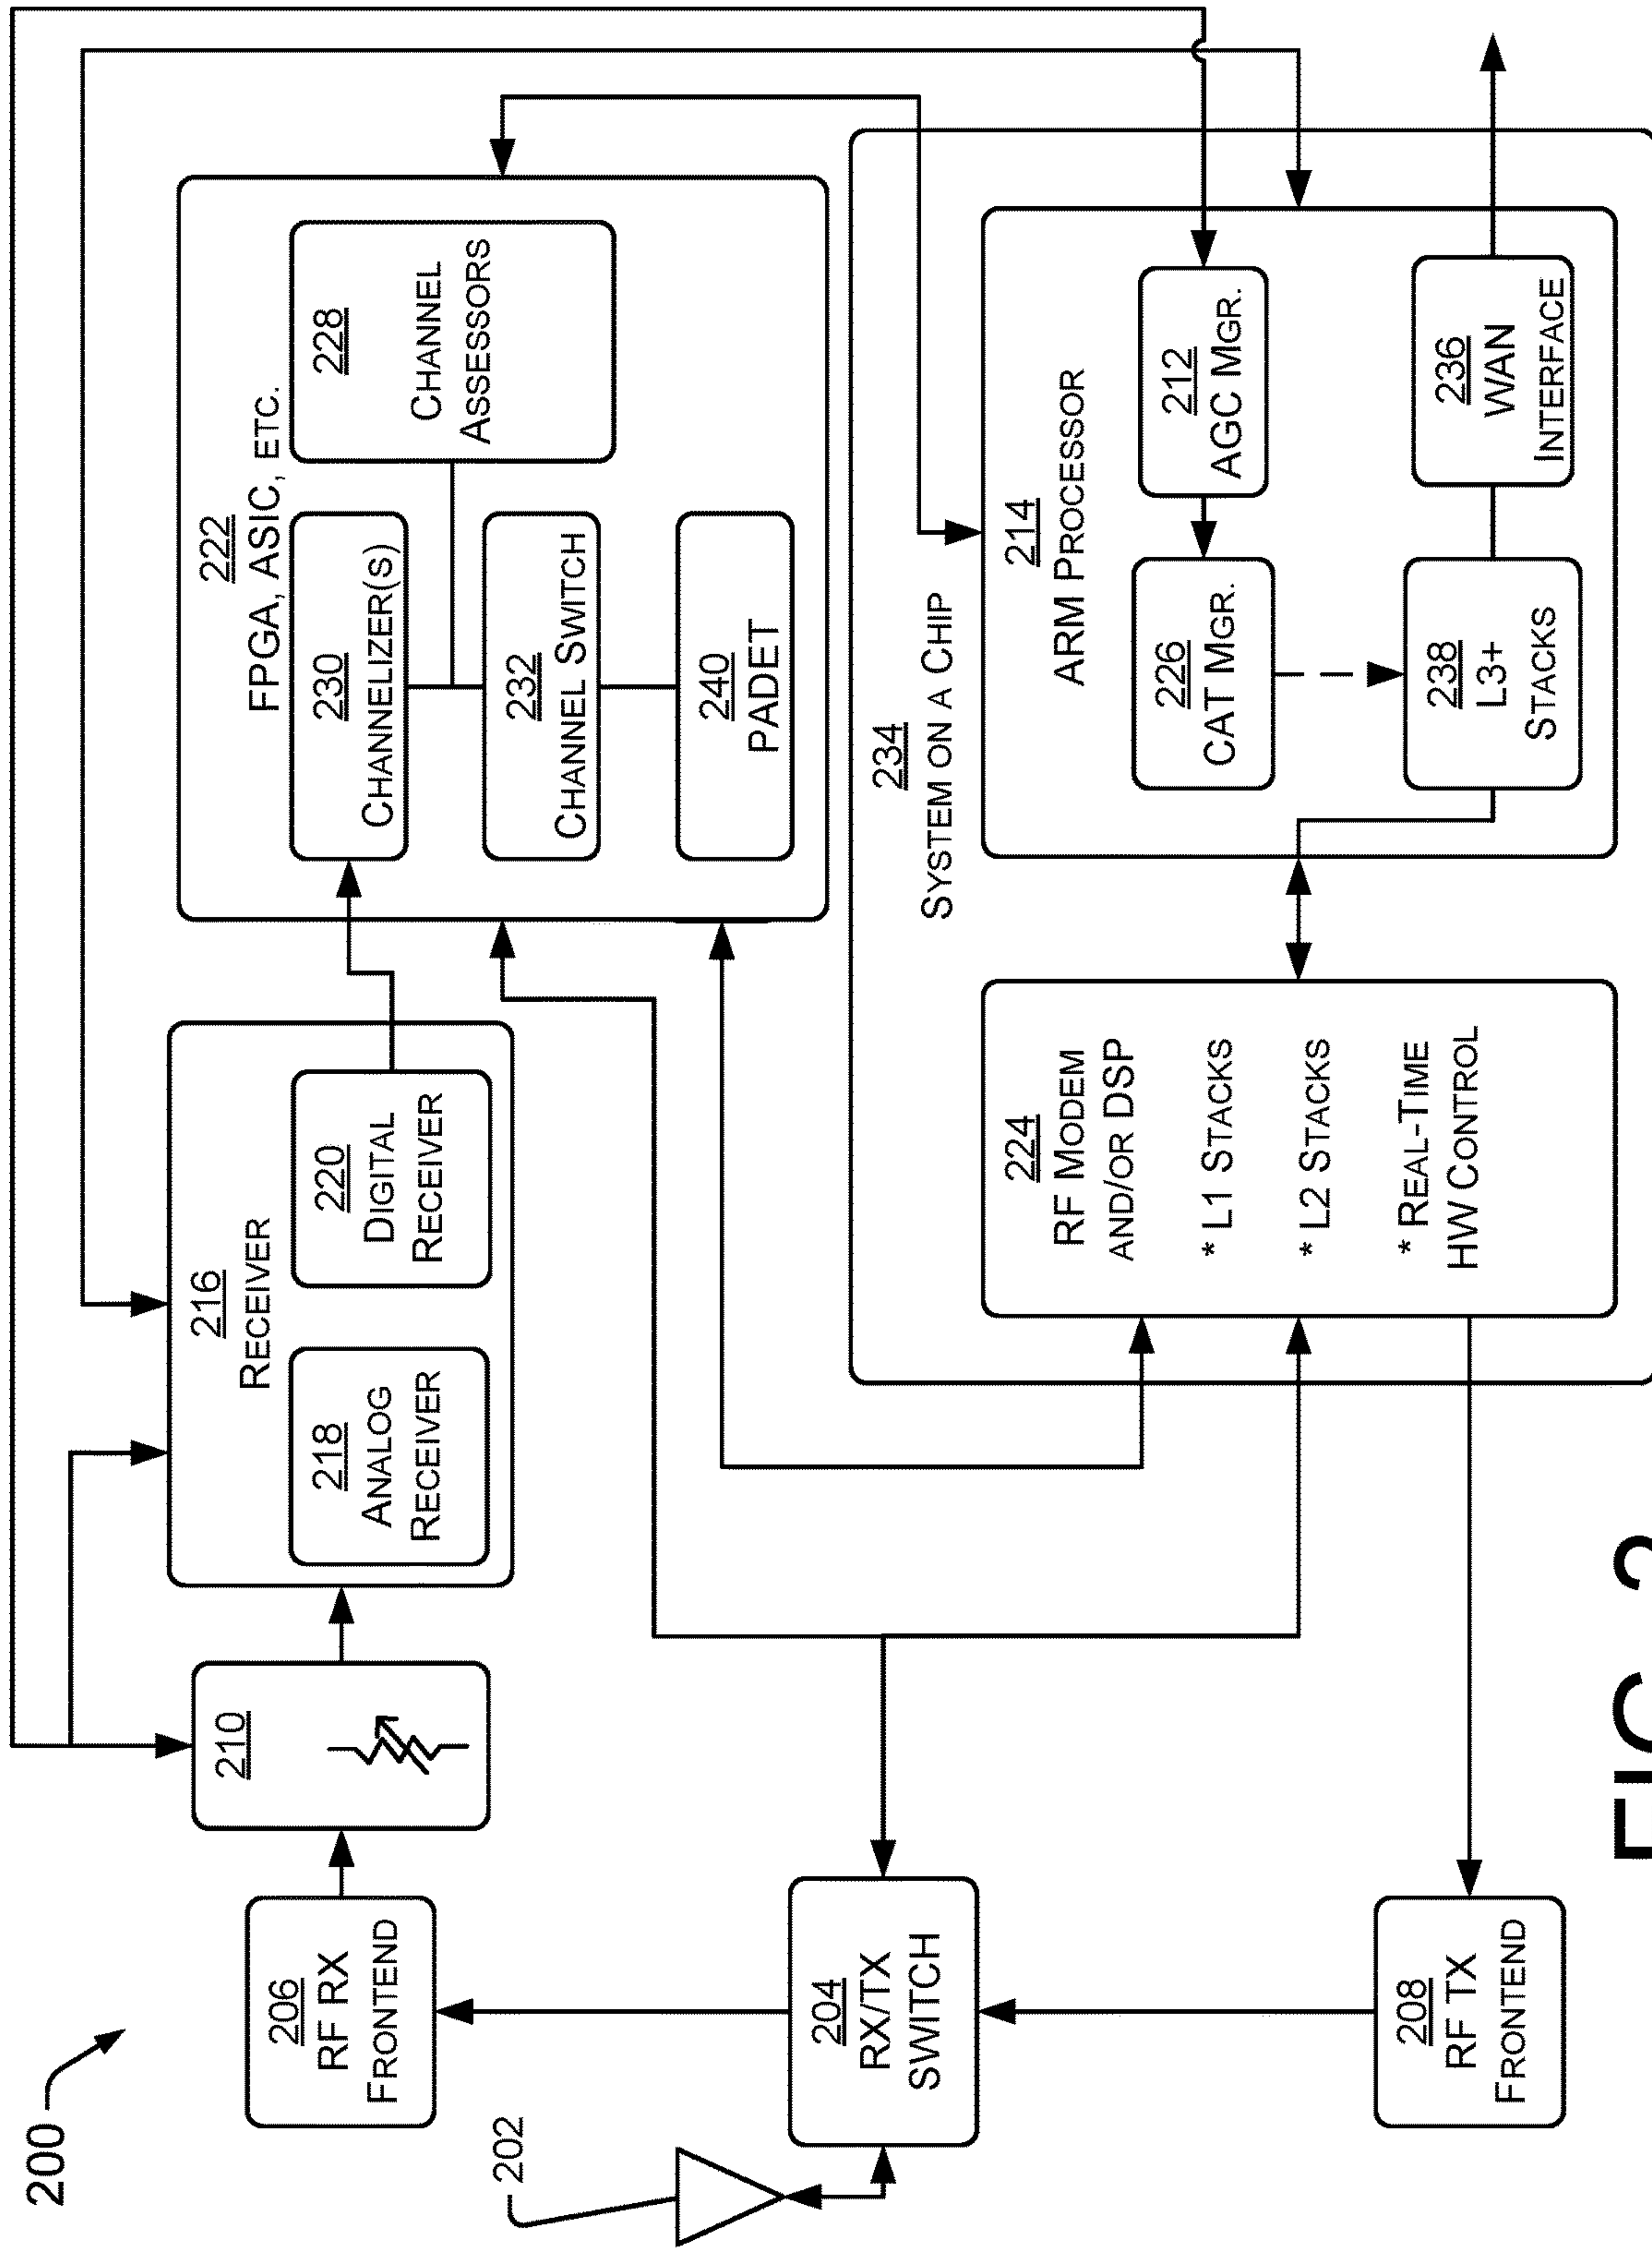 200
202
204
RX/TX
SWITCH
206
RF RX
FRONTEND
208
RF TX
FRONTEND
210
216
RECEIVER
218
ANALOG
RECEIVER
220
DIGITAL
RECEIVER
222
FPGA, ASIC, ETC.
230
CHANNELIZER(S)
228
CHANNEL
ASSESSORS
232
CHANNEL SWITCH
240
PADET
234
SYSTEM ON A CHIP
224
RF MODEM
AND/OR DSP
* L1 STACKS
* L2 STACKS
* REAL-TIME
HW CONTROL
214
ARM PROCESSOR
226
CAT MGR.
212
AGC MGR.
238
L3+
STACKS
236
WAN
INTERFACE